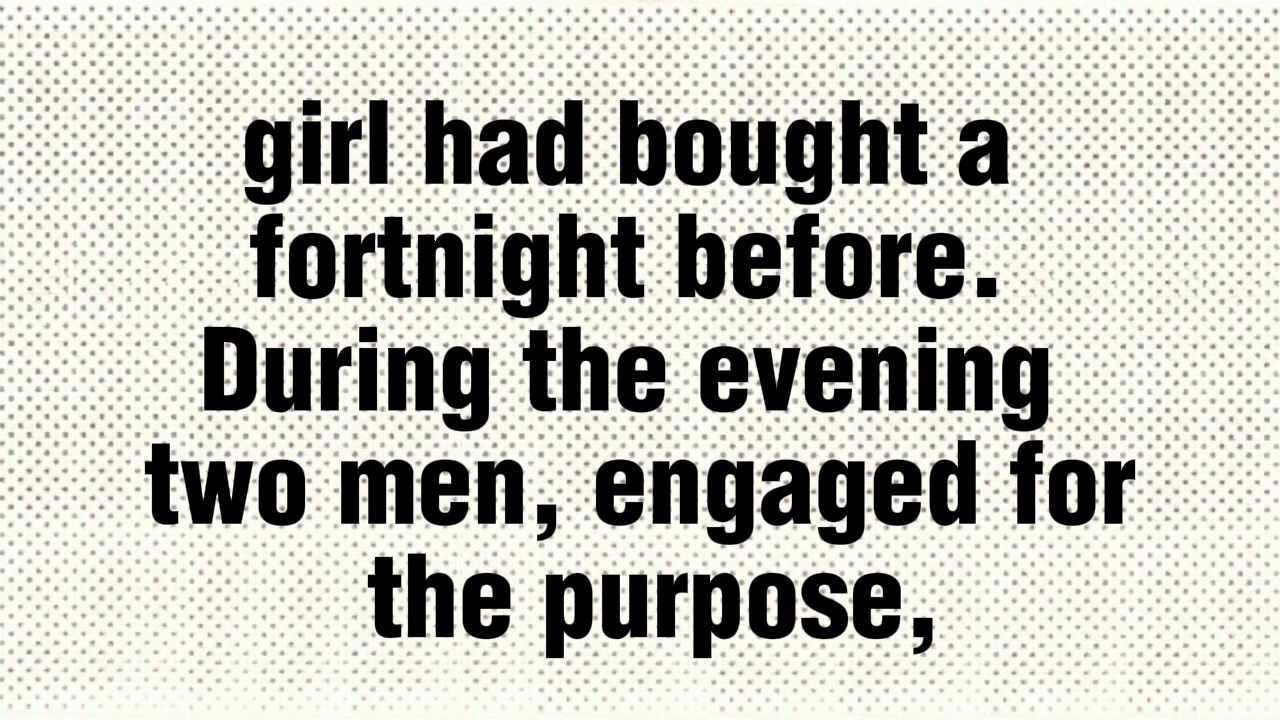 girl had bought a
fortnight before.
During the evening
two men, engaged for
the purpose,